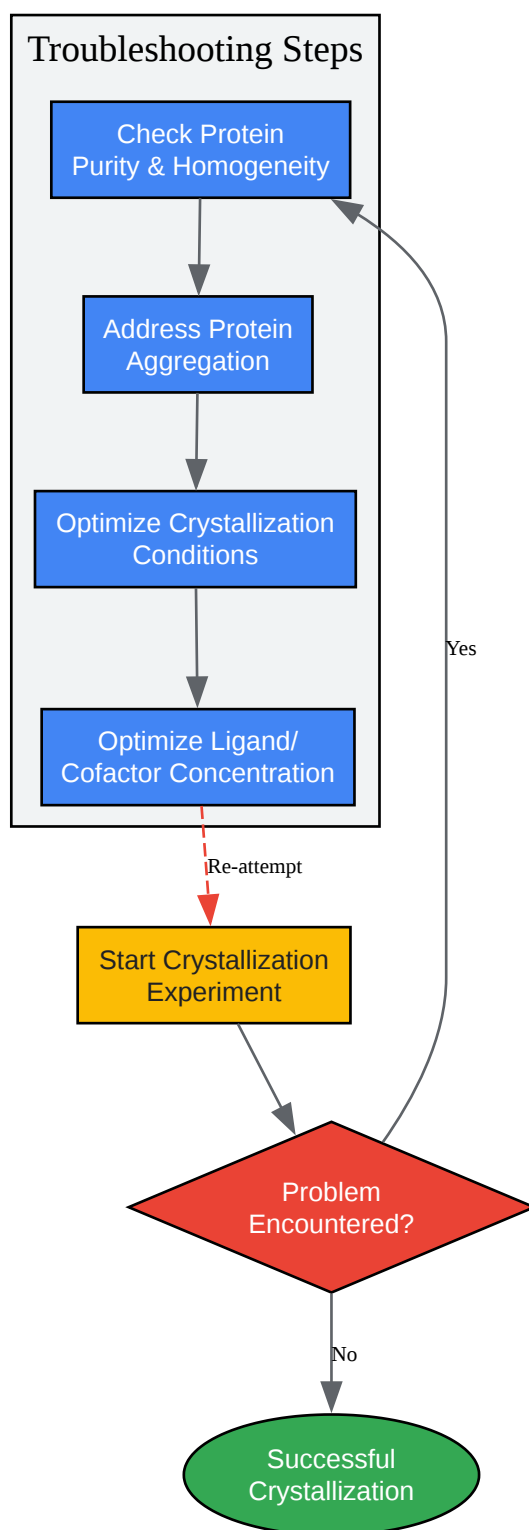 Troubleshooting Steps
Check Protein
Purity & Homogeneity
Address Protein
Aggregation
Optimize Crystallization
Conditions
Optimize Ligand/
Cofactor Concentration
Yes
Re-attempt
Start Crystallization
Experiment
Problem
Encountered?
No
Successful
Crystallization